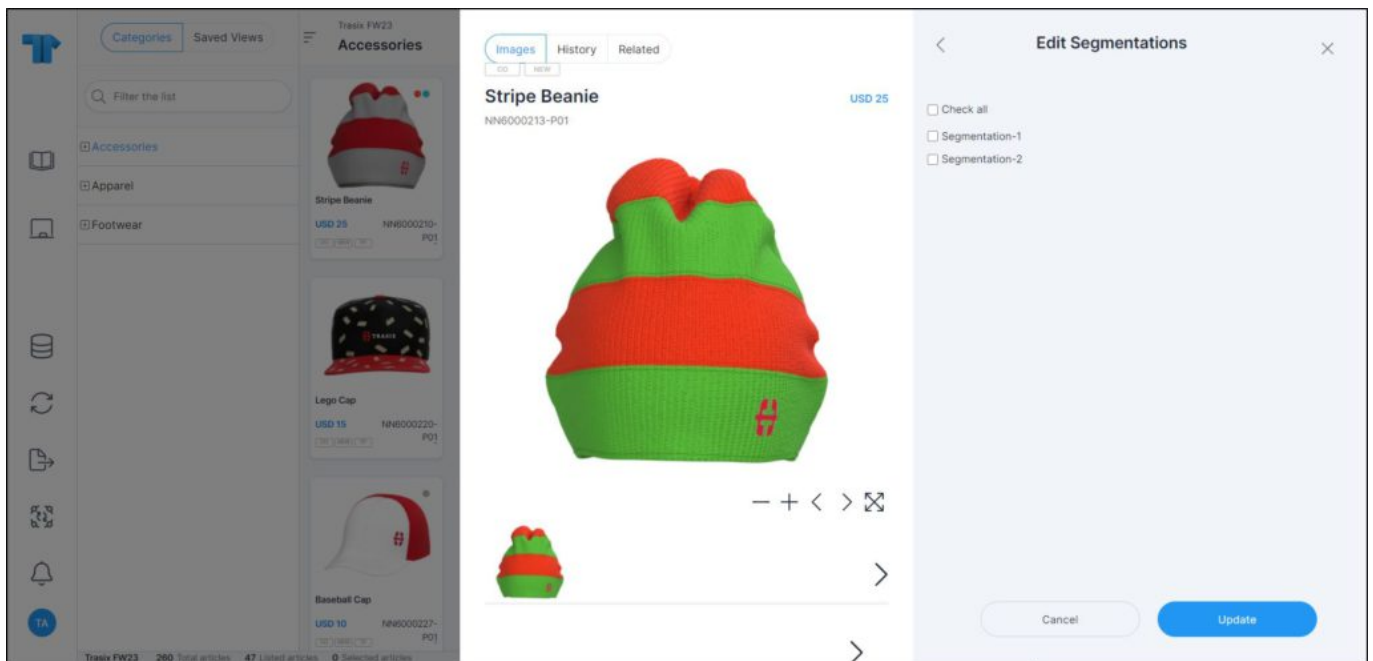 Categories
Saved Views
Filter the list
Accessories
Apparel
Footwear
Trasix FW23
Accessories
Stripe Beanie
USD 25 NN6000210-
P01
TRASIX
Lego Cap
USD 15 NN6000220-
P01
Baseball Cap
USD 10 NN6000227-
P01
TA
Trasix FW23 260 Total articles 47 Listed articles 0 Selected articles
Images
History
Related
CO NEW
Stripe Beanie USD 25
NN6000213-P01
Edit Segmentations
Check all
Segmentation-1
Segmentation-2
Cancel
Update